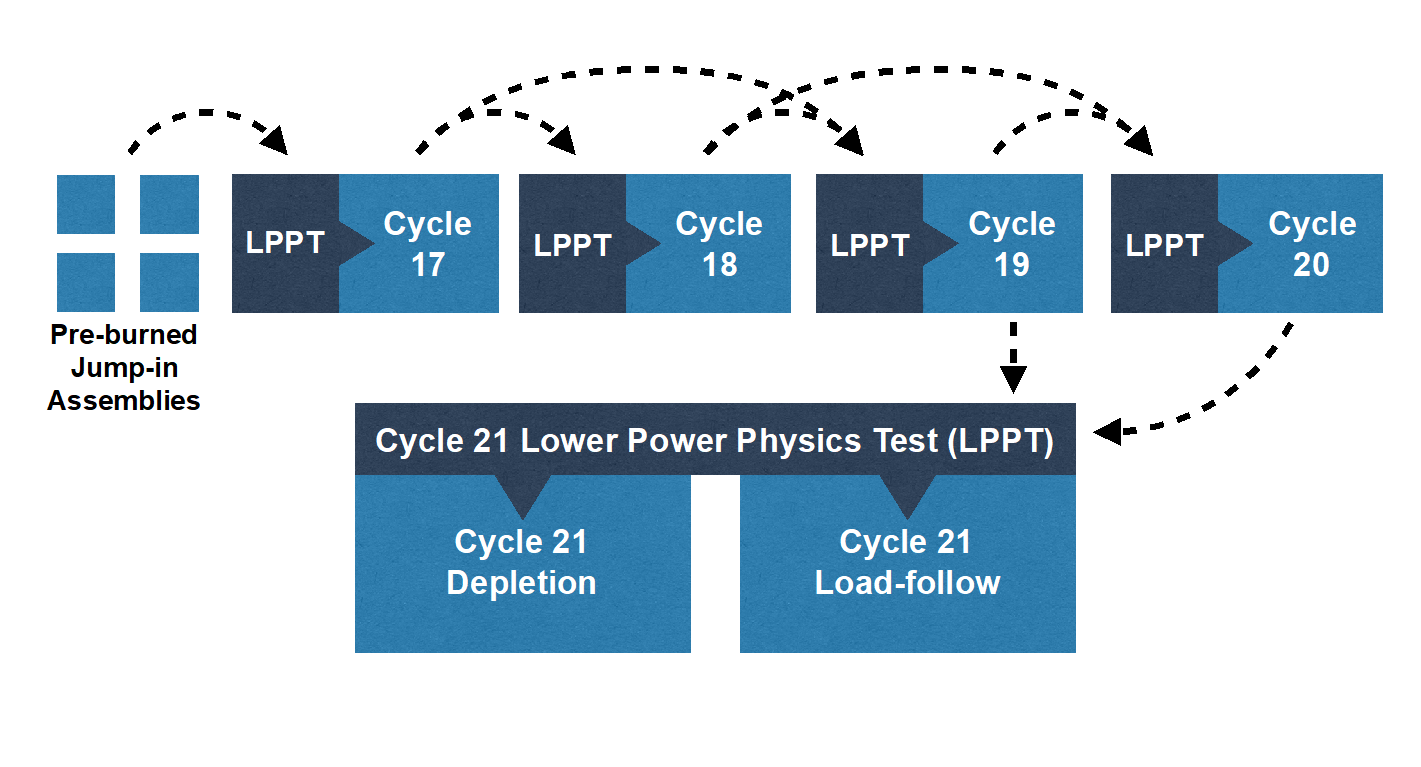 LPPT
Cycle
17
LPPT
Cycle
18
LPPT
Cycle
19
LPPT
Cycle
20
Pre-burned
Jump-in
Assemblies
Cycle 21 Lower Power Physics Test (LPPT)
Cycle 21
Depletion
Cycle 21
Load-follow